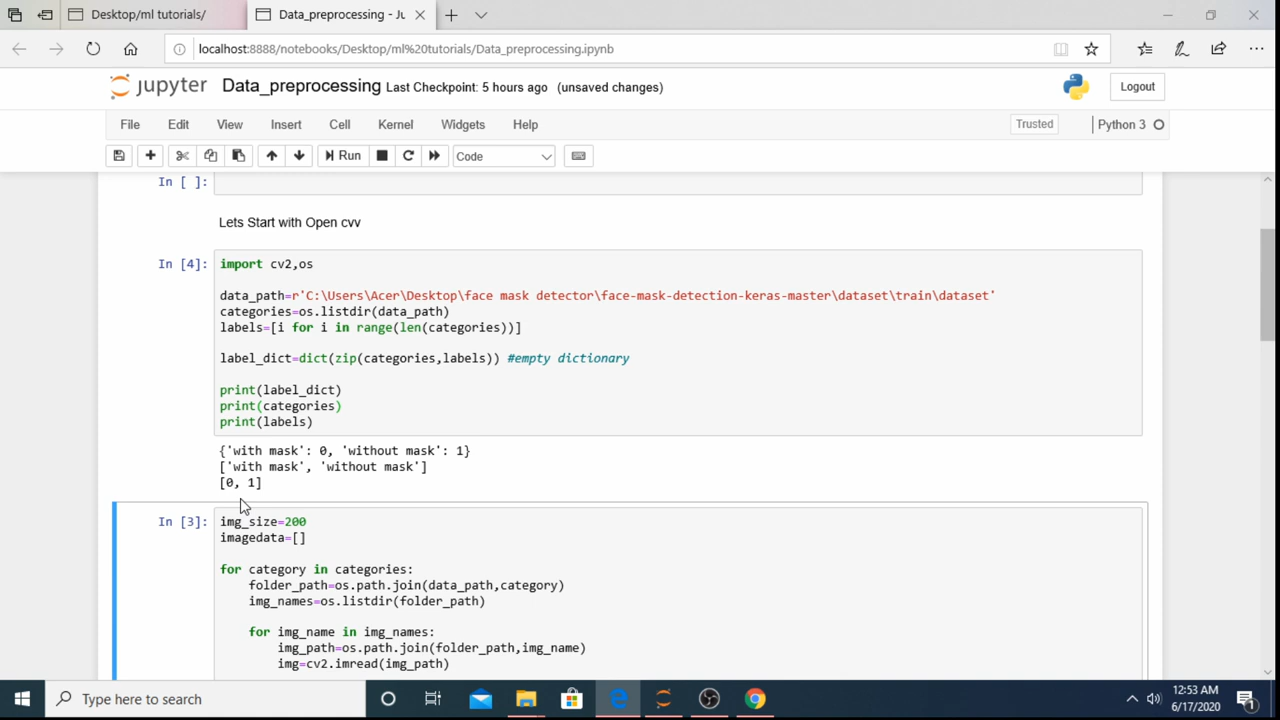 Desktop/ml tutorials/
Data_preprocessing - Ju
localhost:8888/notebooks/Desktop/ml%20tutorials/Data_preprocessing.ipynb
jupyter Data_preprocessing Last Checkpoint: 5 hours ago (unsaved changes)
Logout
File Edit View Insert Cell Kernel Widgets Help
Trusted
Python 3
Run
Code
In [ ]:
Lets Start with Open cvv
In [4]: import cv2,os
data_path=r'C:\Users\Acer\Desktop\face mask detector\face-mask-detection-keras-master\dataset\train\dataset'
categories=os.listdir(data_path)
labels=[i for i in range(len(categories))]
label_dict=dict(zip(categories,labels)) #empty dictionary
print(label_dict)
print(categories)
print(labels)
{'with mask': 0, 'without mask': 1}
['with mask', 'without mask']
[0, 1]
In [3]: img_size=200
imagedata=[]
for category in categories:
    folder_path=os.path.join(data_path,category)
    img_names=os.listdir(folder_path)
    for img_name in img_names:
        img_path=os.path.join(folder_path,img_name)
        img=cv2.imread(img_path)
Type here to search
12:53 AM
6/17/2020
1